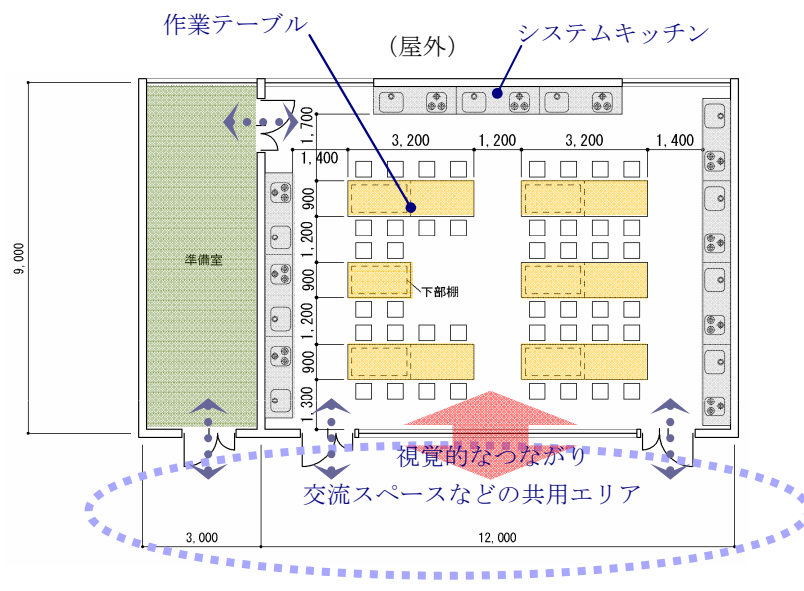 作業テーブル
(屋外)
システムキッチン
1,700
3,200
1,200
3,200
1,400
1,400
900
1,200
900
1,200
900
1,300
9,000
準備室
下部棚
視覚的なつながり
交流スペースなどの共用エリア
3,000
12,000